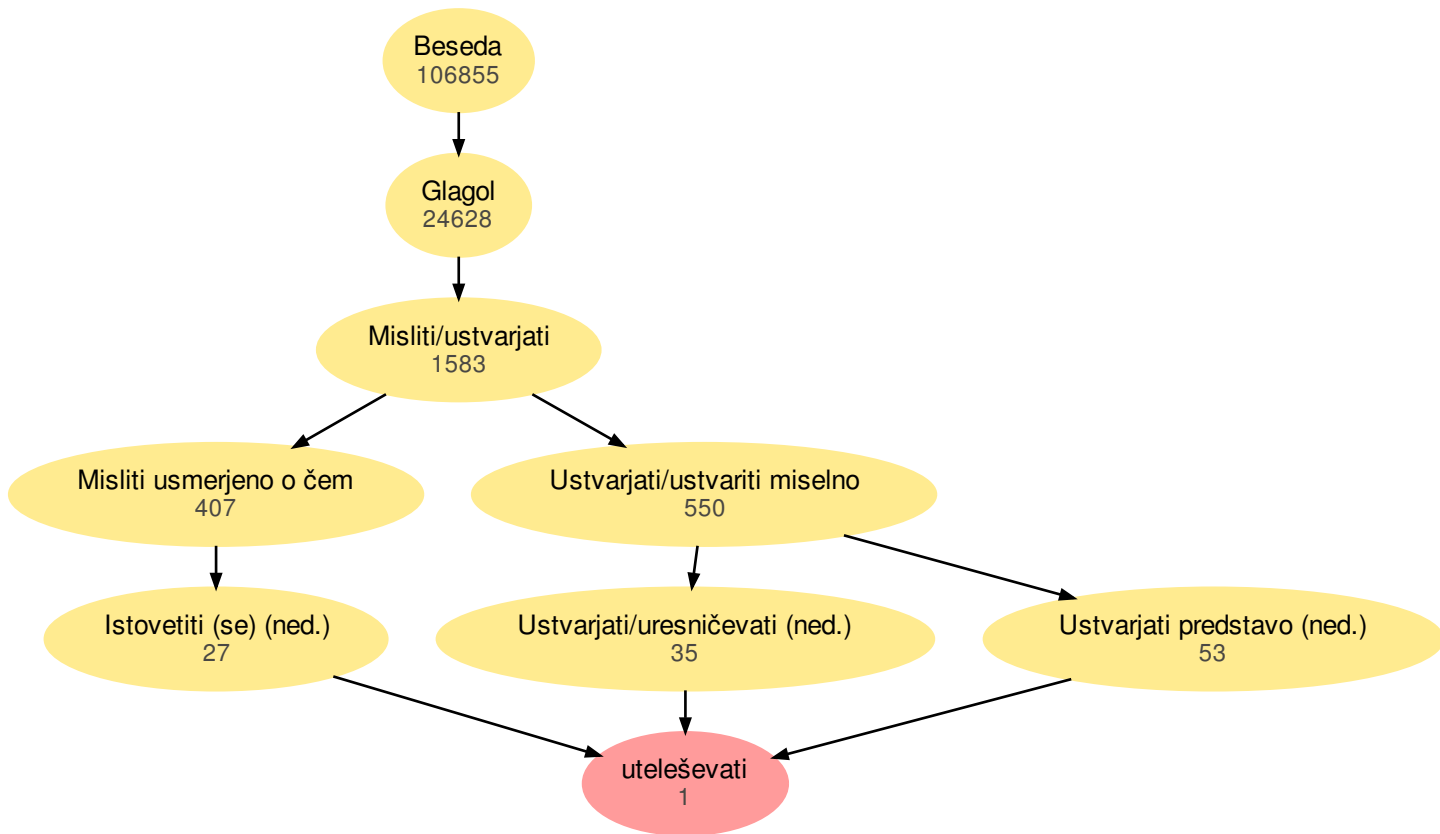 Beseda
106855
Glagol
24628
Misliti/ustvarjati
1583
Misliti usmerjeno o čem
407
Ustvarjati/ustvariti miselno
550
Istovetiti (se) (ned.)
27
Ustvarjati/uresničevati (ned.)
35
Ustvarjati predstavo (ned.)
53
uteleševati
1